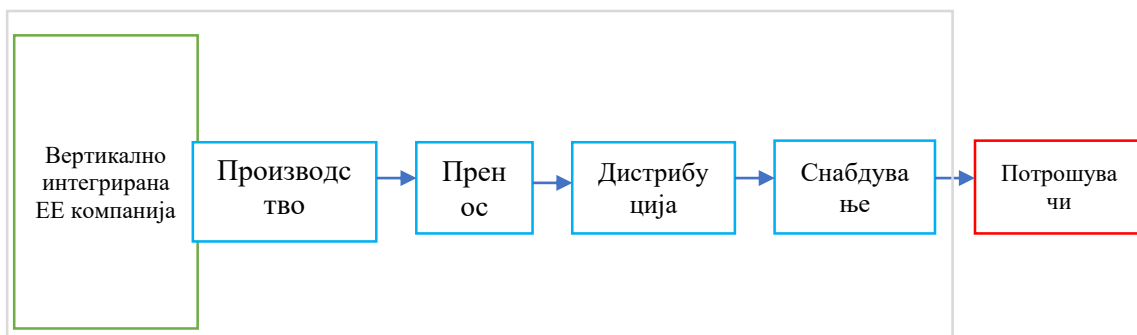 Вертикално
интегрирана
ЕЕ компанија
Производс
тво
Прен
ос
Дистрибу
ција
Снабдува
ње
Потрошува
чи